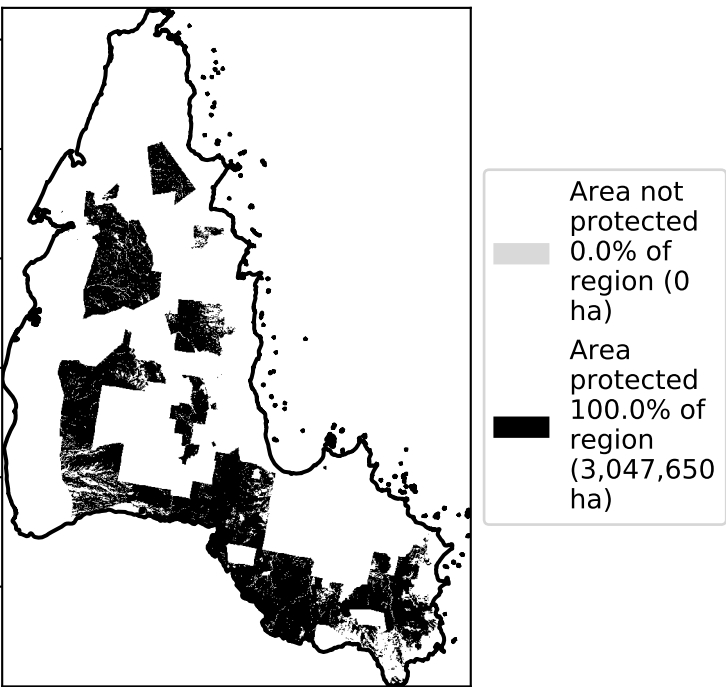 Area not
protected
0.0% of
region (0
ha)
Area
protected
100.0% of
region
(3,047,650
ha)